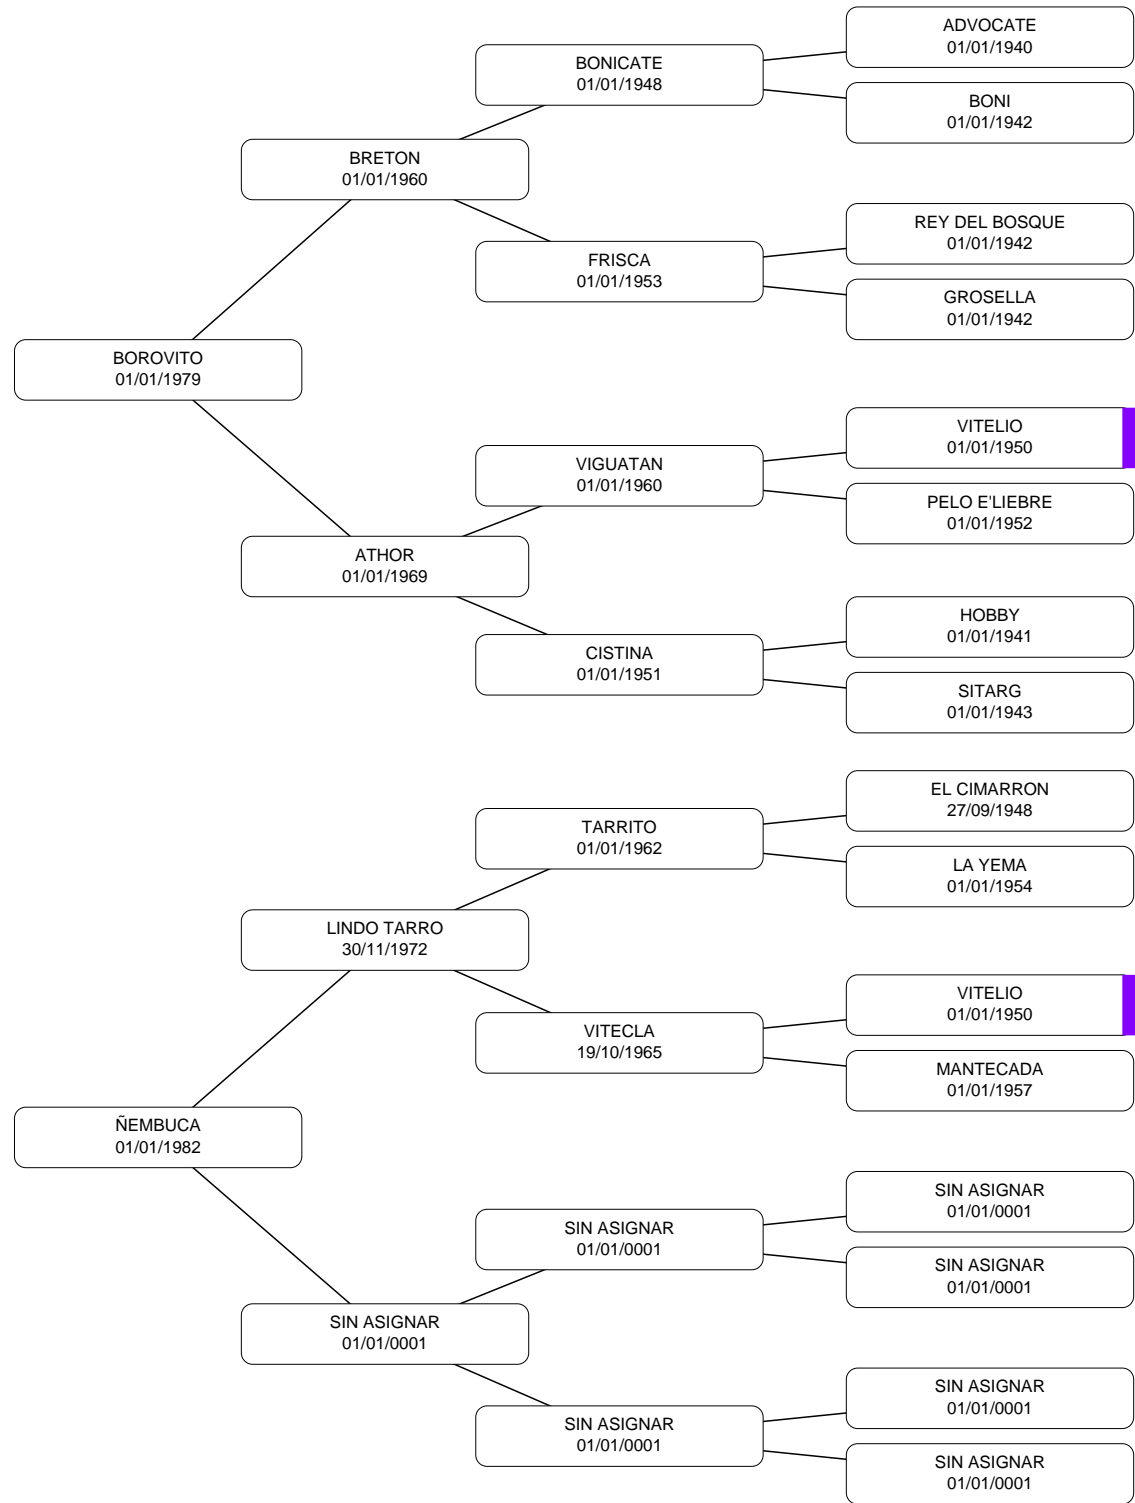 ADVOCATE
01/01/1940
BONICATE
01/01/1948
BONI
01/01/1942
BRETON
01/01/1960
REY DEL BOSQUE
01/01/1942
FRISCA
01/01/1953
GROSELLA
01/01/1942
BOROVITO
01/01/1979
VITELIO
01/01/1950
VIGUATAN
01/01/1960
PELO E'LIEBRE
01/01/1952
ATHOR
01/01/1969
HOBBY
01/01/1941
CISTINA
01/01/1951
SITARG
01/01/1943
EL CIMARRON
27/09/1948
TARRITO
01/01/1962
LA YEMA
01/01/1954
LINDO TARRO
30/11/1972
VITELIO
01/01/1950
VITECLA
19/10/1965
MANTECADA
01/01/1957
ÑEMBUCA
01/01/1982
SIN ASIGNAR
01/01/0001
SIN ASIGNAR
01/01/0001
SIN ASIGNAR
01/01/0001
SIN ASIGNAR
01/01/0001
SIN ASIGNAR
01/01/0001
SIN ASIGNAR
01/01/0001
SIN ASIGNAR
01/01/0001